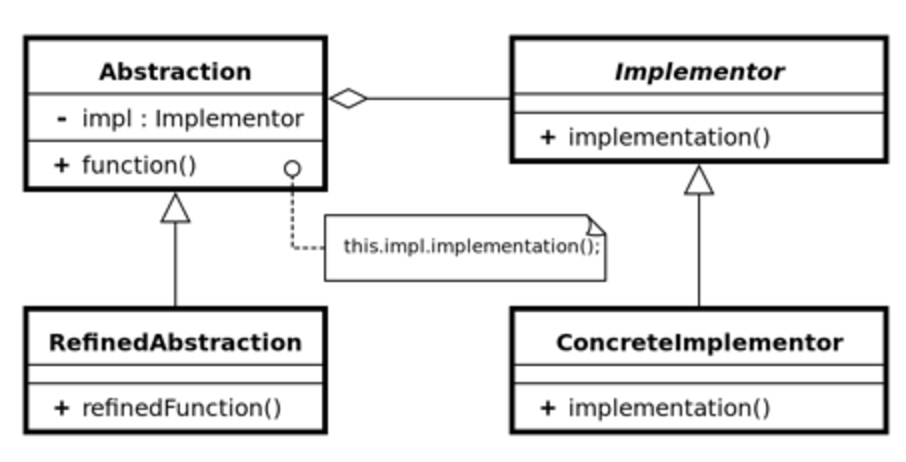 Abstraction
- impl : Implementor
+ function()
Implementor
+ implementation()
this.impl.implementation();
RefinedAbstraction
+ refinedFunction()
ConcreteImplementor
+ implementation()